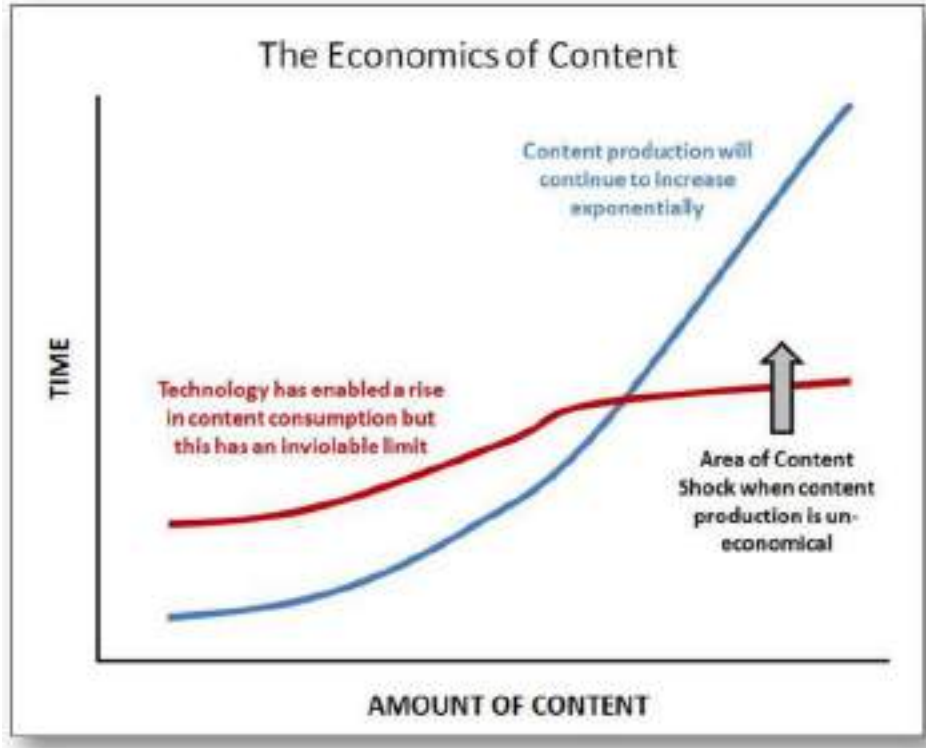 The Economics of Content
Content production will
continue to increase
exponentially
TIME
Technology has enabled a rise
in content consumption but
this has an inviolable limit
Area of Content
Shock when content
production is un-
economical
AMOUNT OF CONTENT